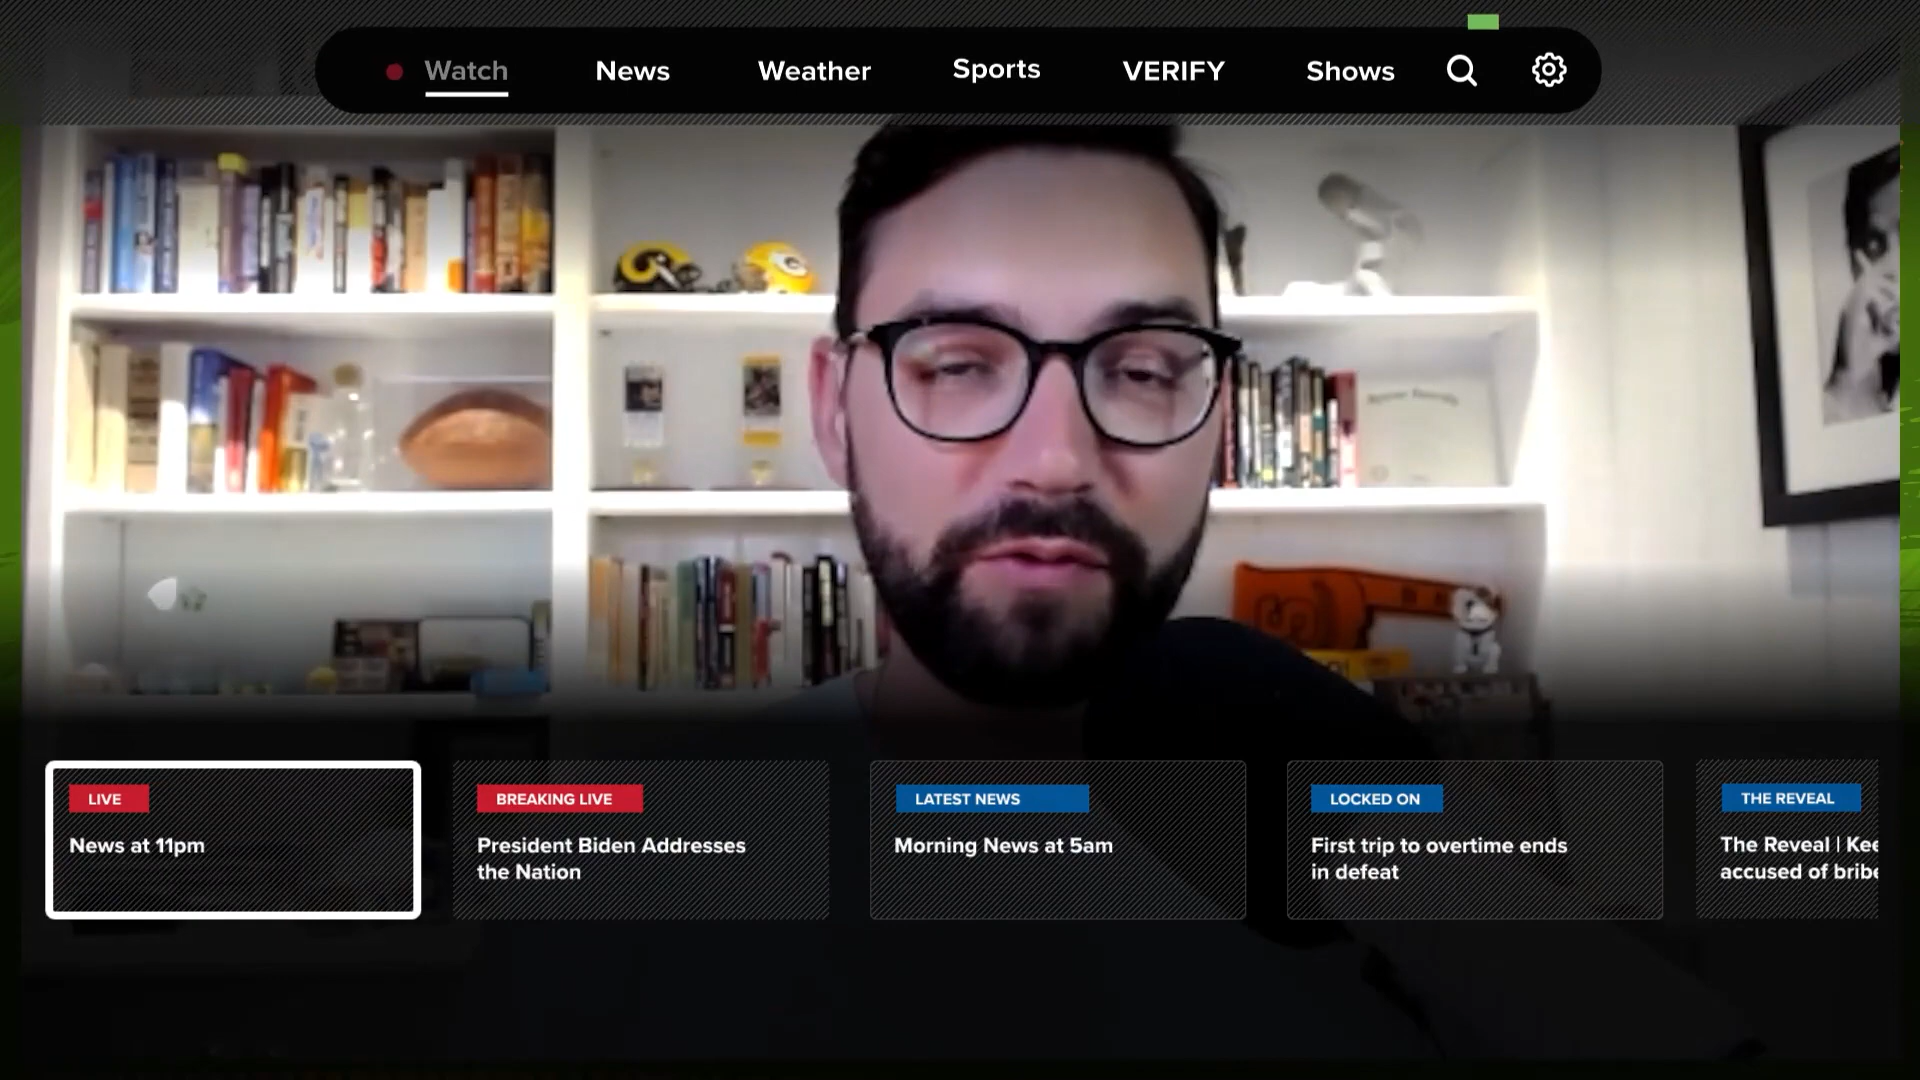 Watch
News
Weather
Sports
VERIFY
Shows
LIVE
News at 11pm
BREAKING LIVE
President Biden Addresses
the Nation
LATEST NEWS
Morning News at 5am
LOCKED ON
First trip to overtime ends
in defeat
THE REVEAL
The Reveal |
accused of